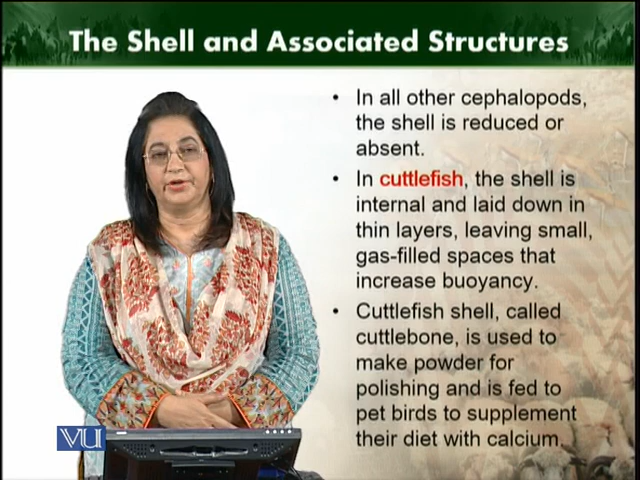 The Shell and Associated Structures
• In all other cephalopods,
the shell is reduced or
absent.
• In cuttlefish, the shell is
internal and laid down in
thin layers, leaving small,
gas-filled spaces that
increase buoyancy.
• Cuttlefish shell, called
cuttlebone, is used to
make powder for
polishing and is fed to
pet birds to supplement
their diet with calcium.
VU